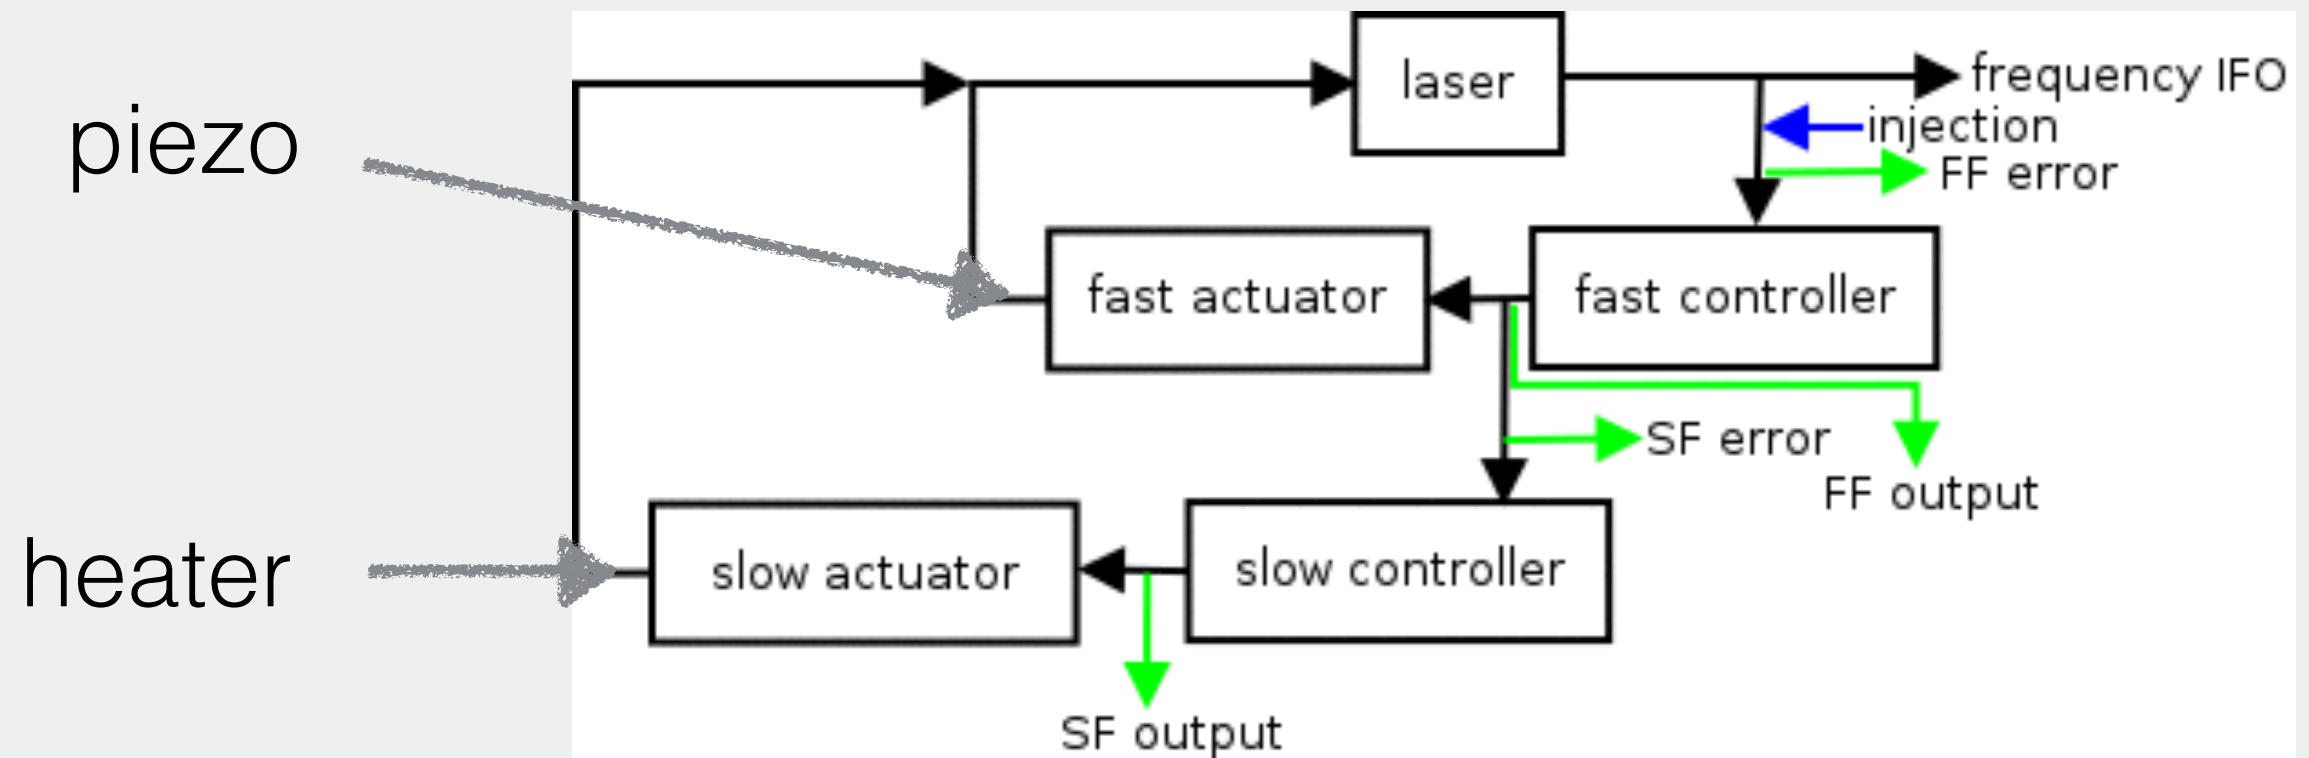 laser
frequency IFO
injection
FF error
piezo
fast actuator
fast controller
SF error
FF output
heater
slow actuator
slow controller
SF output